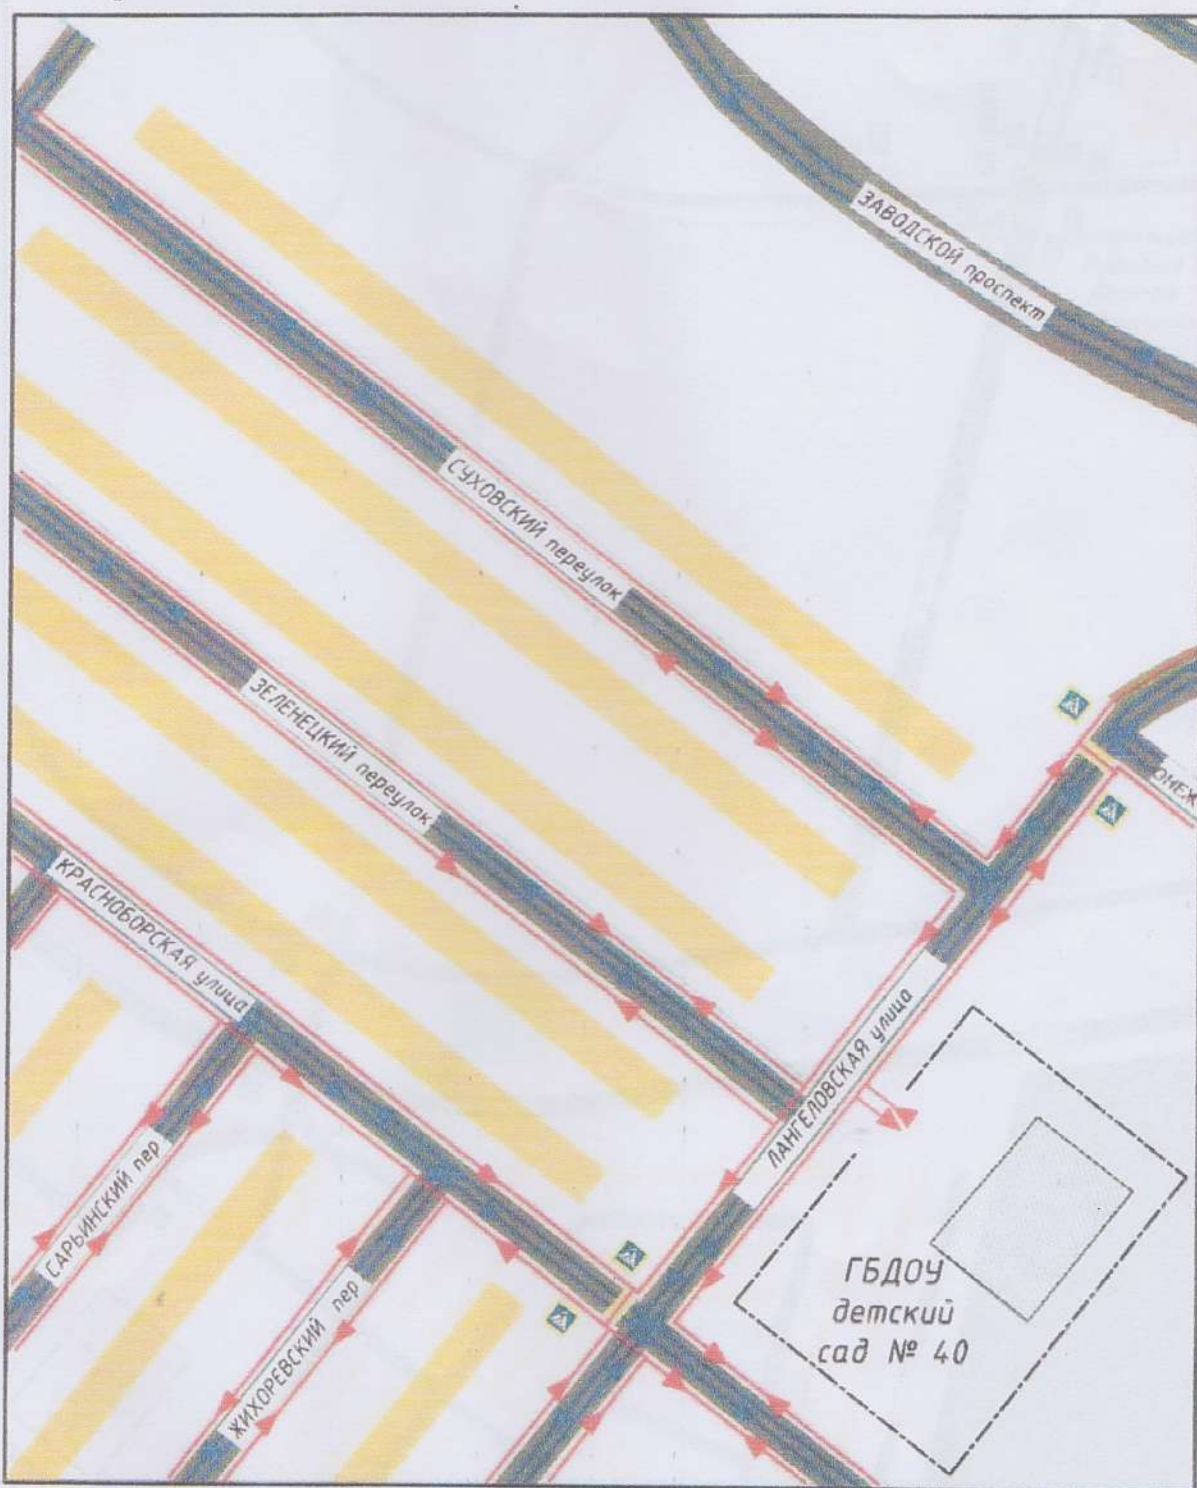 ЗАВОДСКОЙ проспект
СУХОВСКИЙ переулок
ЗЕЛЕНЕЦКИЙ переулок
ОНЕЖ
КРАСНОБОРСКАЯ улица
ЛАНГЕЛОВСКАЯ улица
САРЬИНСКИЙ пер
ЖИХОРЕВСКИЙ пер
ГБДОУ
детский
сад № 40